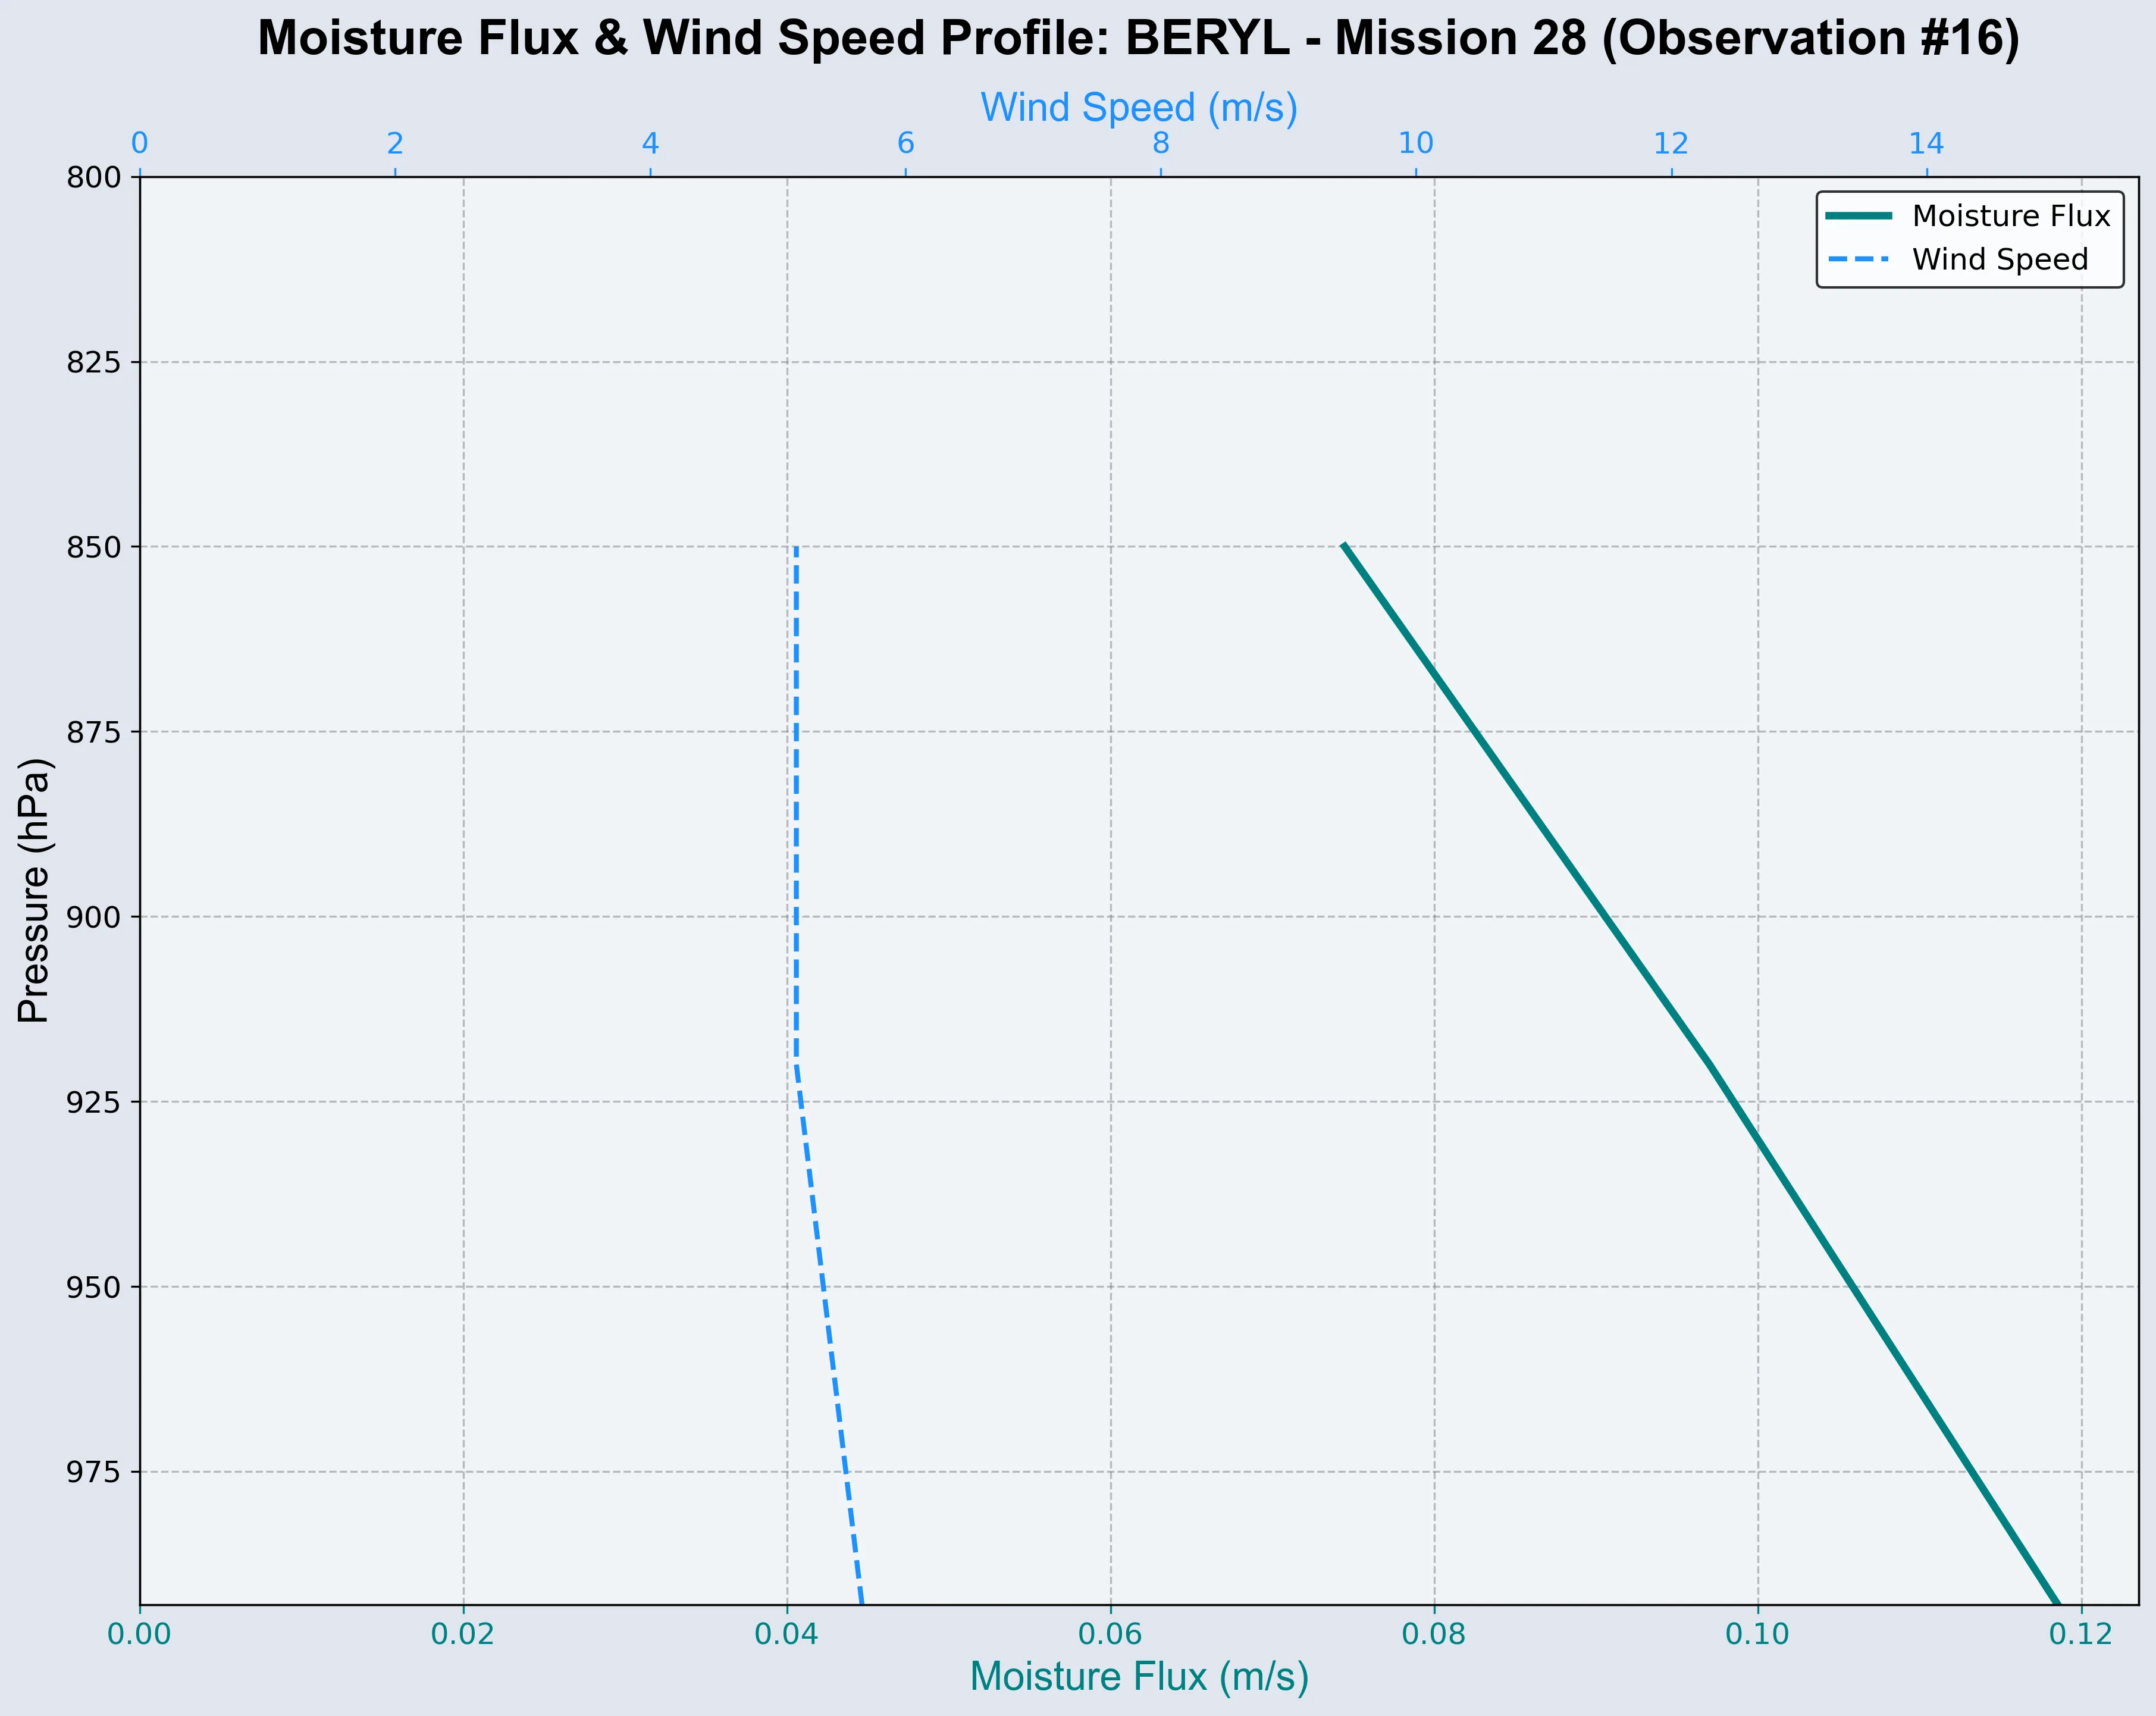 Moisture Flux & Wind Speed Profile: BERYL - Mission 28 (Observation #16)
Wind Speed (m/s)
0 2 4 6 8 10 12 14
800
825
850
875
900
925
950
975
Pressure (hPa)
Moisture Flux
Wind Speed
0.00 0.02 0.04 0.06 0.08 0.10 0.12
Moisture Flux (m/s)